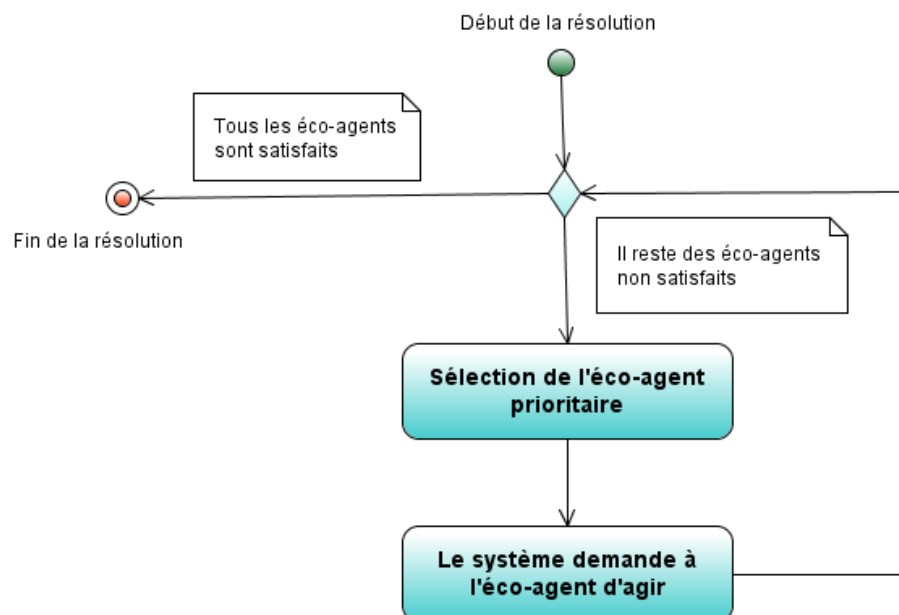 Début de la résolution
Tous les éco-agents
sont satisfaits
Fin de la résolution
Il reste des éco-agents
non satisfaits
Sélection de l'éco-agent
prioritaire
Le système demande à
l'éco-agent d'agir